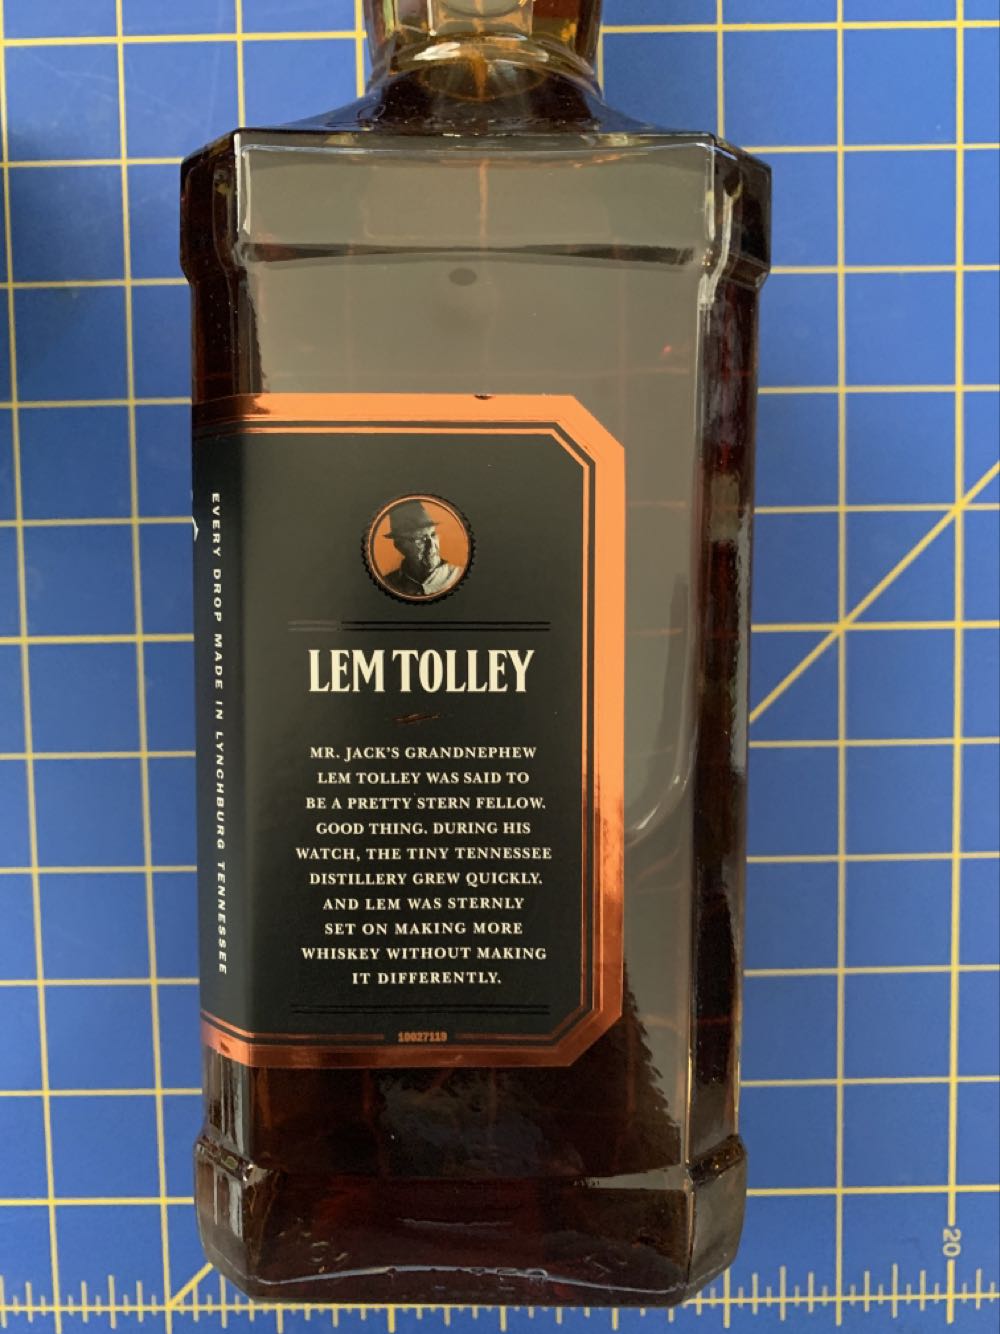 EVERY DROP MADE IN LYNCHBURG TENNESSEE
LEM TOLLEY
MR. JACK'S GRANDNEPHEW
LEM TOLLEY WAS SAID TO
BE A PRETTY STERN FELLOW.
GOOD THING. DURING HIS
WATCH, THE TINY TENNESSEE
DISTILLERY GREW QUICKLY.
AND LEM WAS STERNLY
SET ON MAKING MORE
WHISKEY WITHOUT MAKING
IT DIFFERENTLY.
10027119
20